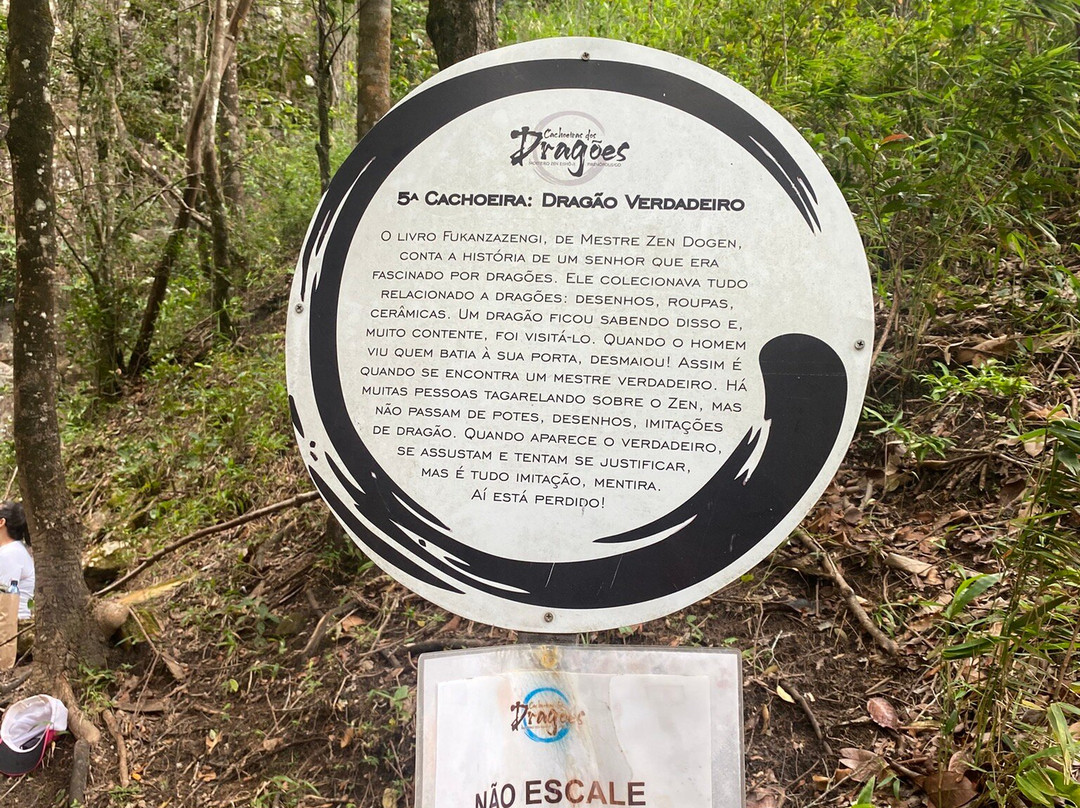 Cachoeiras dos
Dragões
5ª Cachoeira: Dragão Verdadeiro
O livro Fukanzazengi, de Mestre Zen Dogen,
conta a história de um senhor que era
fascinado por dragões. Ele colecionava tudo
relacionado a dragões: desenhos, roupas,
cerâmicas. Um dragão ficou sabendo disso e,
muito contente, foi visitá-lo. Quando o homem
viu quem batia à sua porta, desmaiou! Assim é
quando se encontra um mestre verdadeiro. Há
muitas pessoas tagarelando sobre o Zen, mas
não passam de potes, desenhos, imitações
de dragão. Quando aparece o verdadeiro,
se assustam e tentam se justificar,
mas é tudo imitação, mentira.
Aí está perdido!
Dragões
NÃO ESCALE